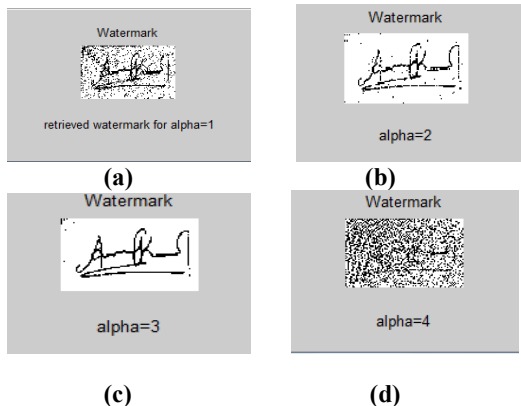 Watermark
retrieved watermark for alpha=1
(a)
Watermark
alpha=2
(b)
Watermark
alpha=3
(c)
Watermark
alpha=4
(d)